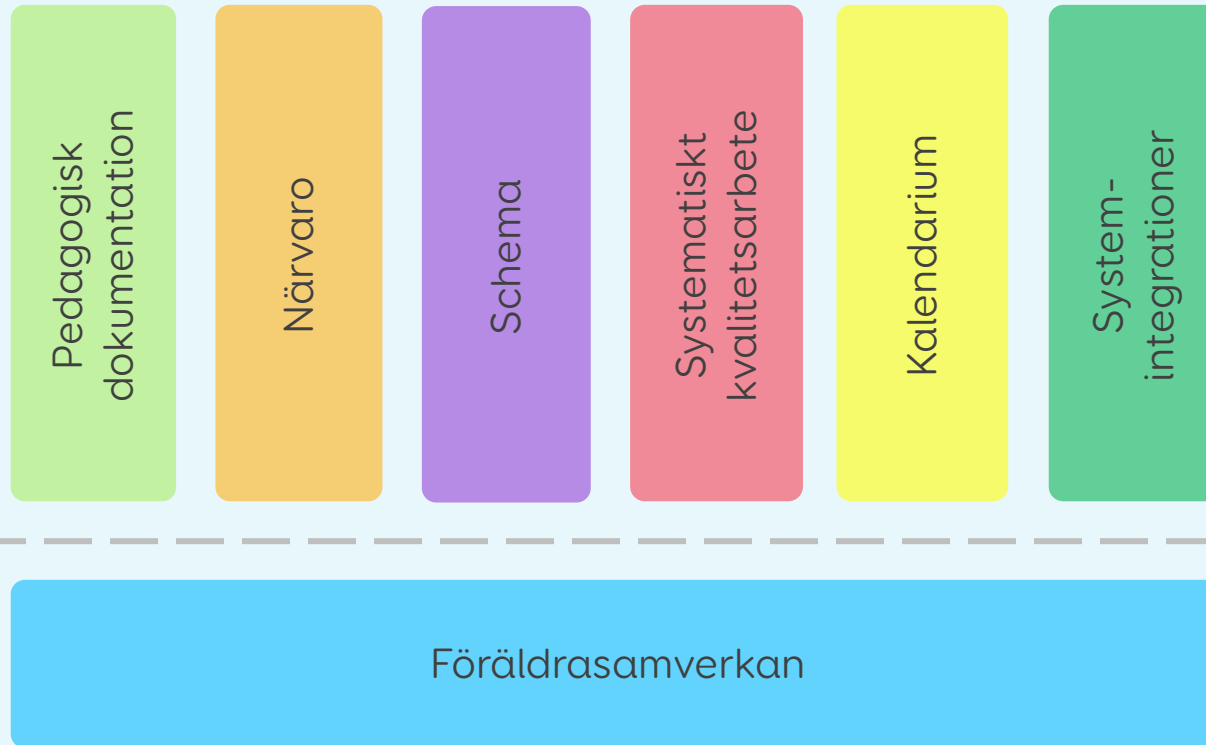 Pedagogisk
dokumentation
Närvaro
Schema
Systematiskt
kvalitetsarbete
Kalendarium
System-
integrationer
Föräldrasamverkan